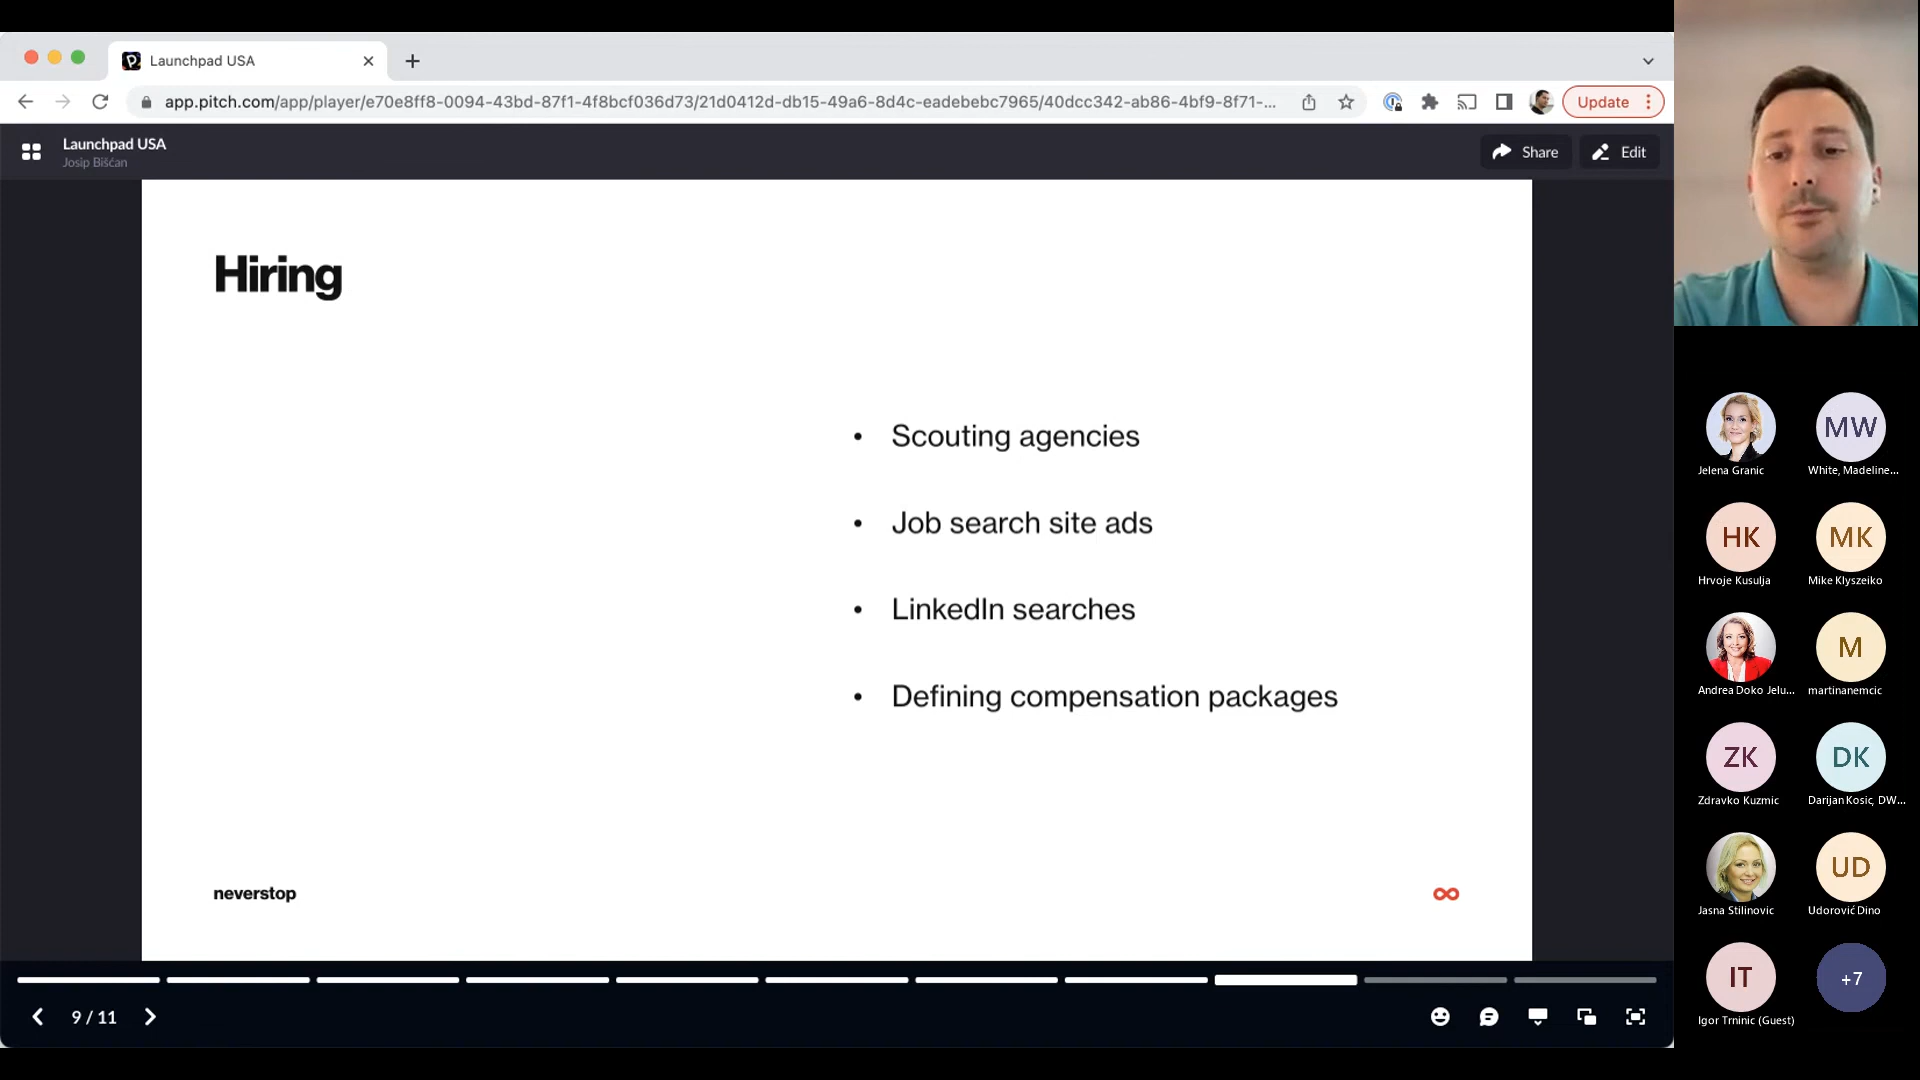 Launchpad USA
app.pitch.com/app/player/e70e8ff8-0094-43bd-87f1-4f8bcf036d73/21d0412d-db15-49a6-8d4c-eadebebc7965/40dcc342-ab86-4bf9-8f71-...
Update
Launchpad USA
Josip Bišćan
Share
Edit
Hiring
• Scouting agencies
• Job search site ads
• LinkedIn searches
• Defining compensation packages
neverstop
9 / 11
Jelena Granic
MW
White, Madeline...
HK
Hrvoje Kusulja
MK
Mike Klyszeiko
Andrea Doko Jelu...
M
martinanemcic
ZK
Zdravko Kuzmic
DK
Darijan Kosic, DW...
Jasna Stilinovic
UD
Udorović Dino
IT
Igor Trninic (Guest)
+7